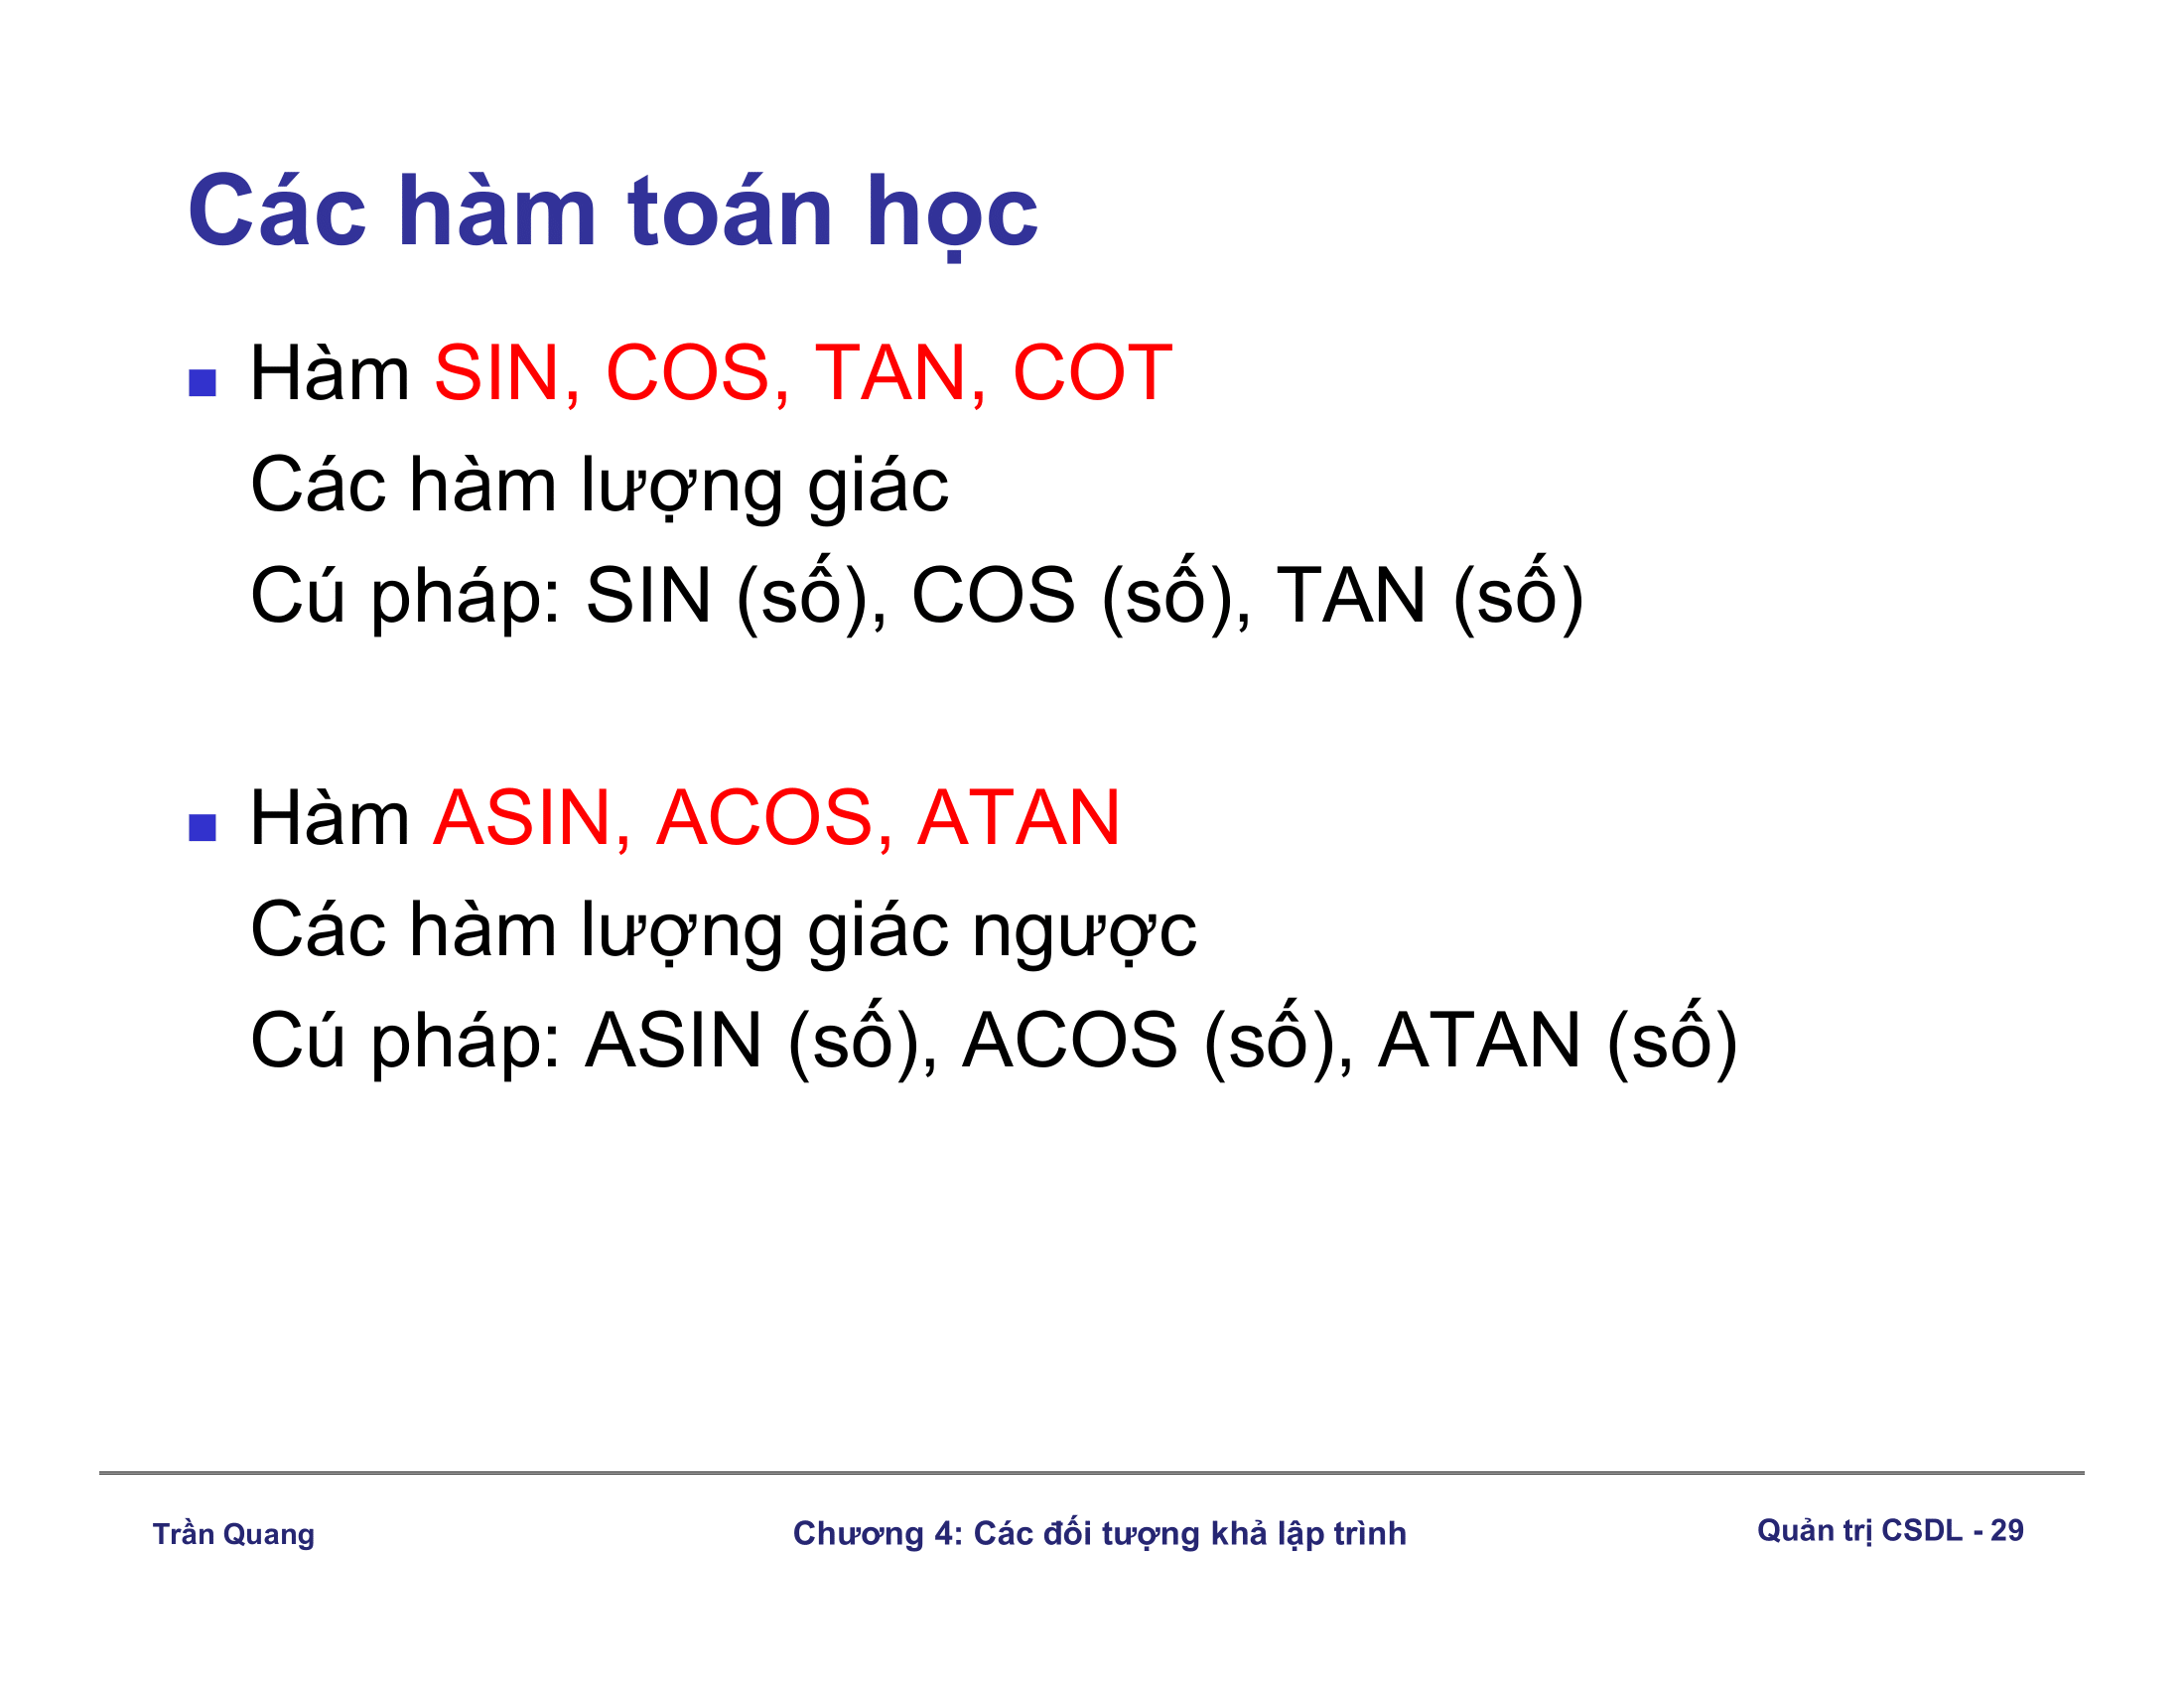 Các hàm toán học
Hàm SIN, COS, TAN, COT
Các hàm lượng giác
Cú pháp: SIN (số), COS (số), TAN (số)
Hàm ASIN, ACOS, ATAN
Các hàm lượng giác ngược
Cú pháp: ASIN (số), ACOS (số), ATAN (số)
Trần Quang
Chương 4: Các đối tượng khả lập trình
Quản trị CSDL - 29